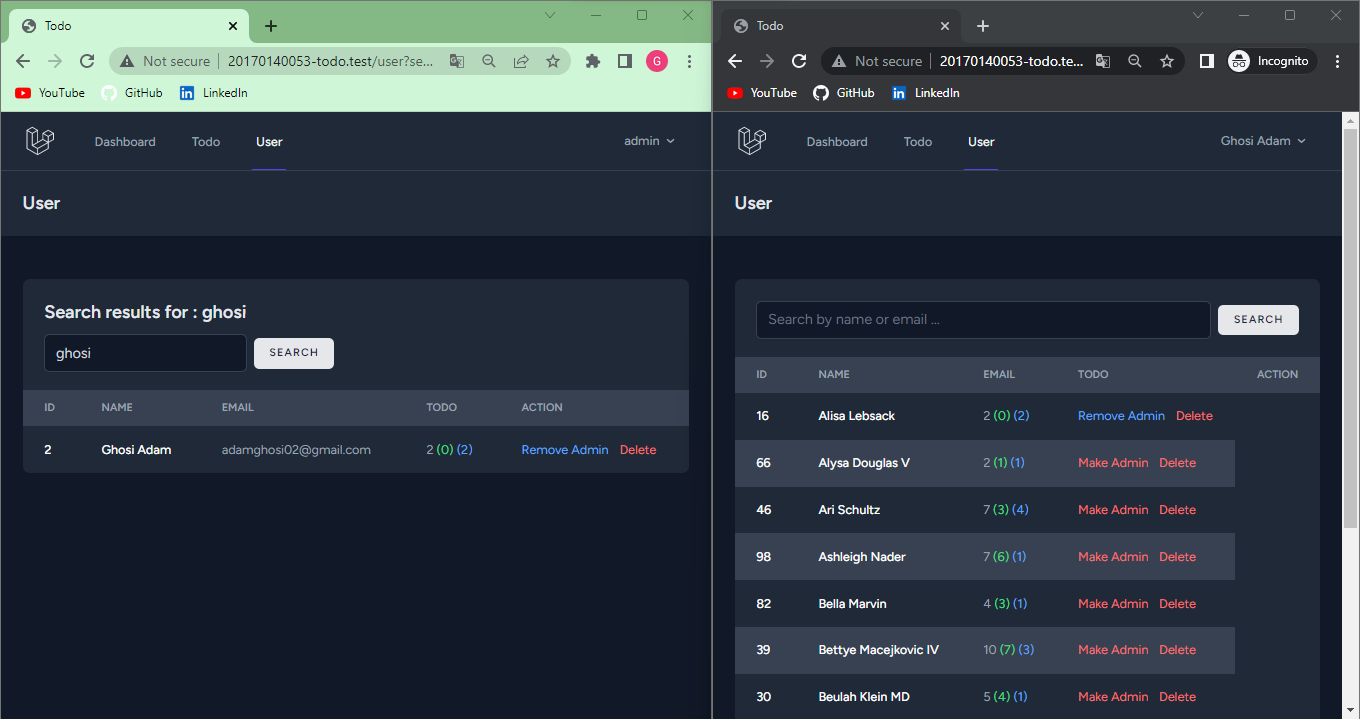 Todo
Not secure 20170140053-todo.test/user?se...
G
YouTube GitHub LinkedIn
Dashboard Todo User admin
User
Search results for : ghosi
ghosi SEARCH
ID NAME EMAIL TODO ACTION
2 Ghosi Adam adamghosi02@gmail.com 2 (0) (2) Remove Admin Delete
Todo
Not secure 20170140053-todo.te... Incognito
YouTube GitHub LinkedIn
Dashboard Todo User Ghosi Adam
User
Search by name or email ... SEARCH
ID NAME EMAIL TODO ACTION
16 Alisa Lebsack 2 (0) (2) Remove Admin Delete
66 Alysa Douglas V 2 (1) (1) Make Admin Delete
46 Ari Schultz 7 (3) (4) Make Admin Delete
98 Ashleigh Nader 7 (6) (1) Make Admin Delete
82 Bella Marvin 4 (3) (1) Make Admin Delete
39 Bettye Macejkovic IV 10 (7) (3) Make Admin Delete
30 Beulah Klein MD 5 (4) (1) Make Admin Delete